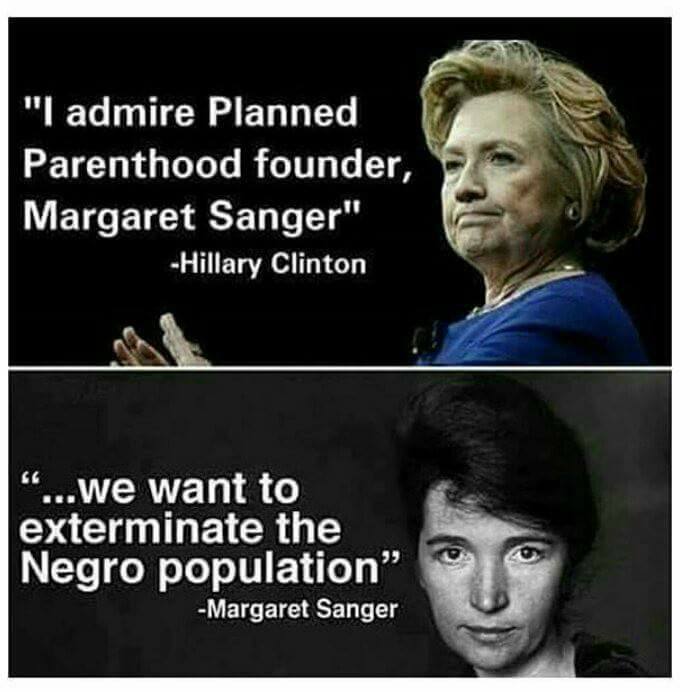 "I admire Planned
Parenthood founder,
Margaret Sanger"
-Hillary Clinton
“...we want to
exterminate the
Negro population”
-Margaret Sanger